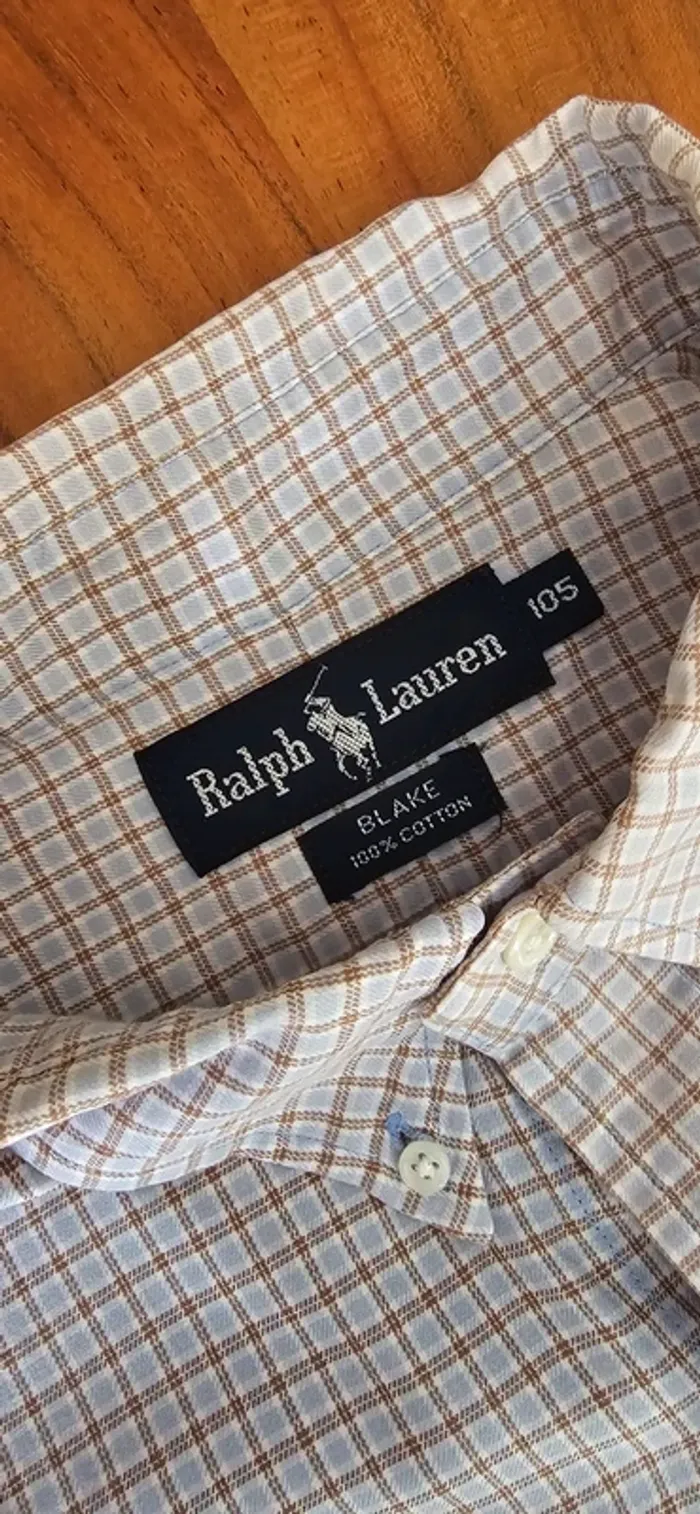 Ralph Lauren
105
BLAKE
100% COTTON